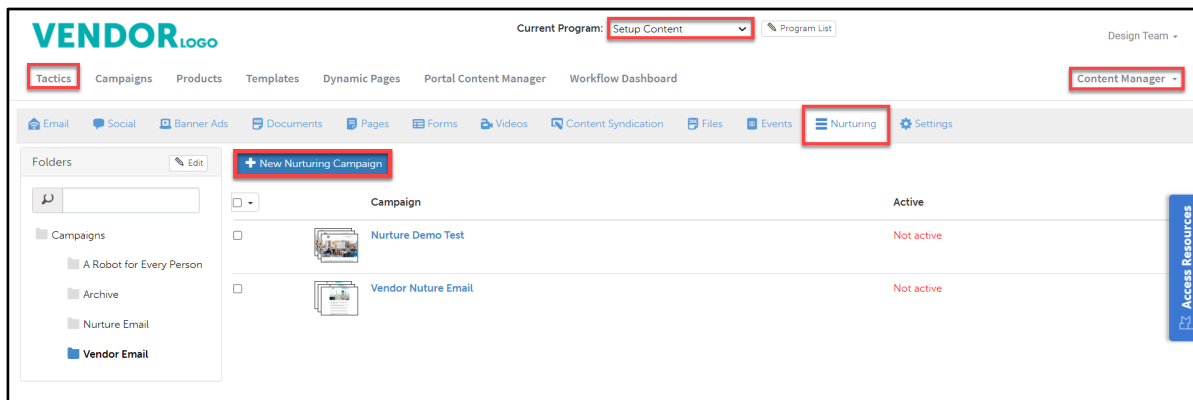 VENDOR LOGO
Current Program: Setup Content Program List
Design Team
Tactics Campaigns Products Templates Dynamic Pages Portal Content Manager Workflow Dashboard Content Manager
Email Social Banner Ads Documents Pages Forms Videos Content Syndication Files Events Nurturing Settings
Folders Edit
New Nurturing Campaign
Campaign Active
Campaigns
Nurture Demo Test Not active
A Robot for Every Person
Archive
Vendor Nuture Email Not active
Nurture Email
Vendor Email
Access Resources